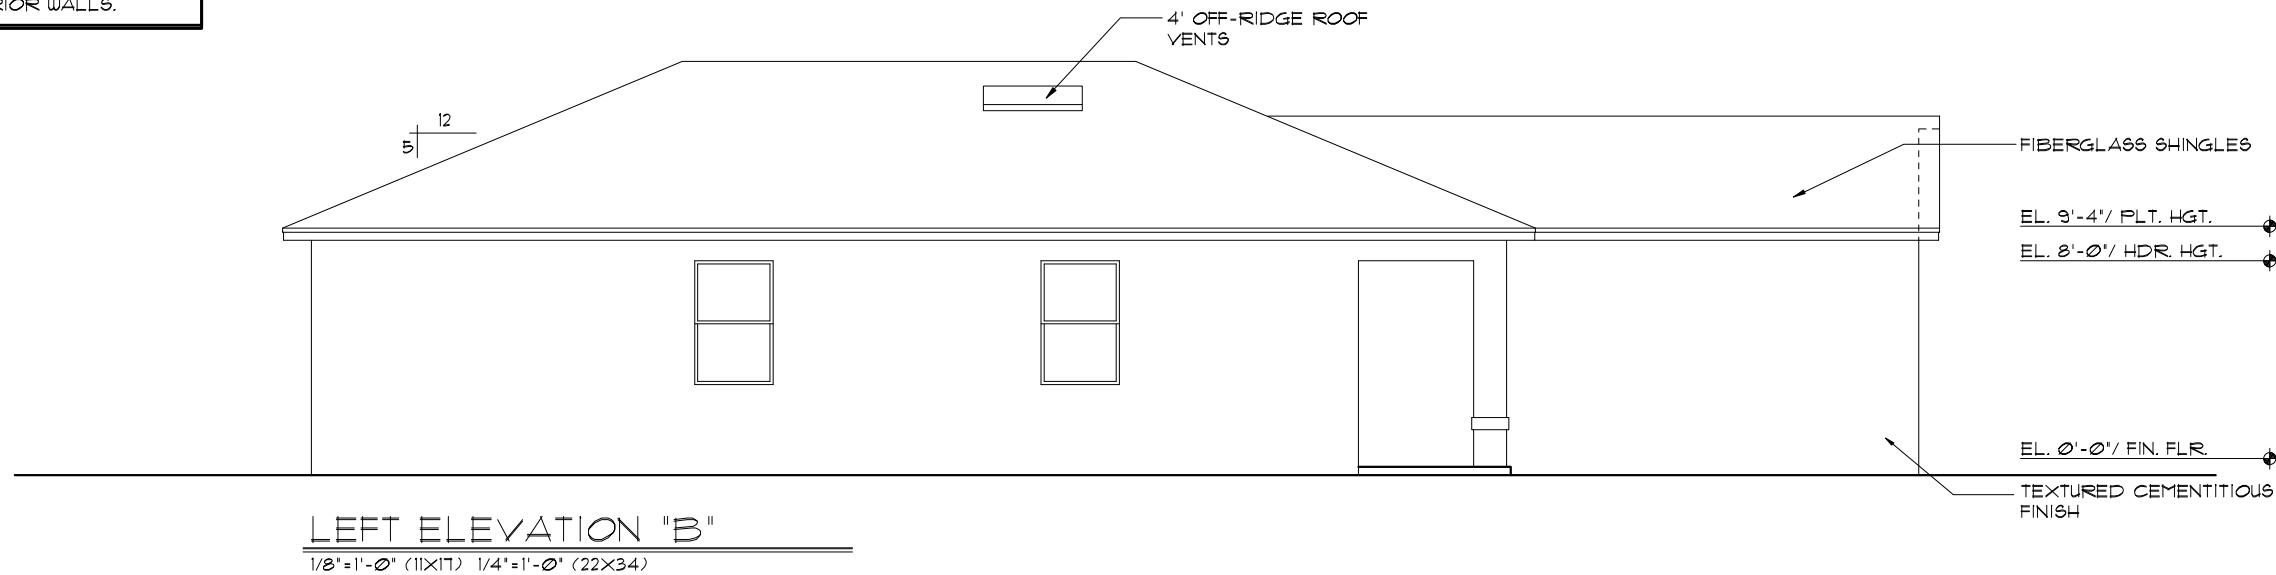 RIOR WALLS.
4' OFF-RIDGE ROOF
VENTS
12
5
FIBERGLASS SHINGLES
EL. 9'-4"/ PLT. HGT.
EL. 8'-0"/ HDR. HGT.
EL. 0'-0"/ FIN. FLR.
TEXTURED CEMENTITIOUS
FINISH
LEFT ELEVATION "B"
1/8"=1'-0" (11X17) 1/4"=1'-0" (22X34)